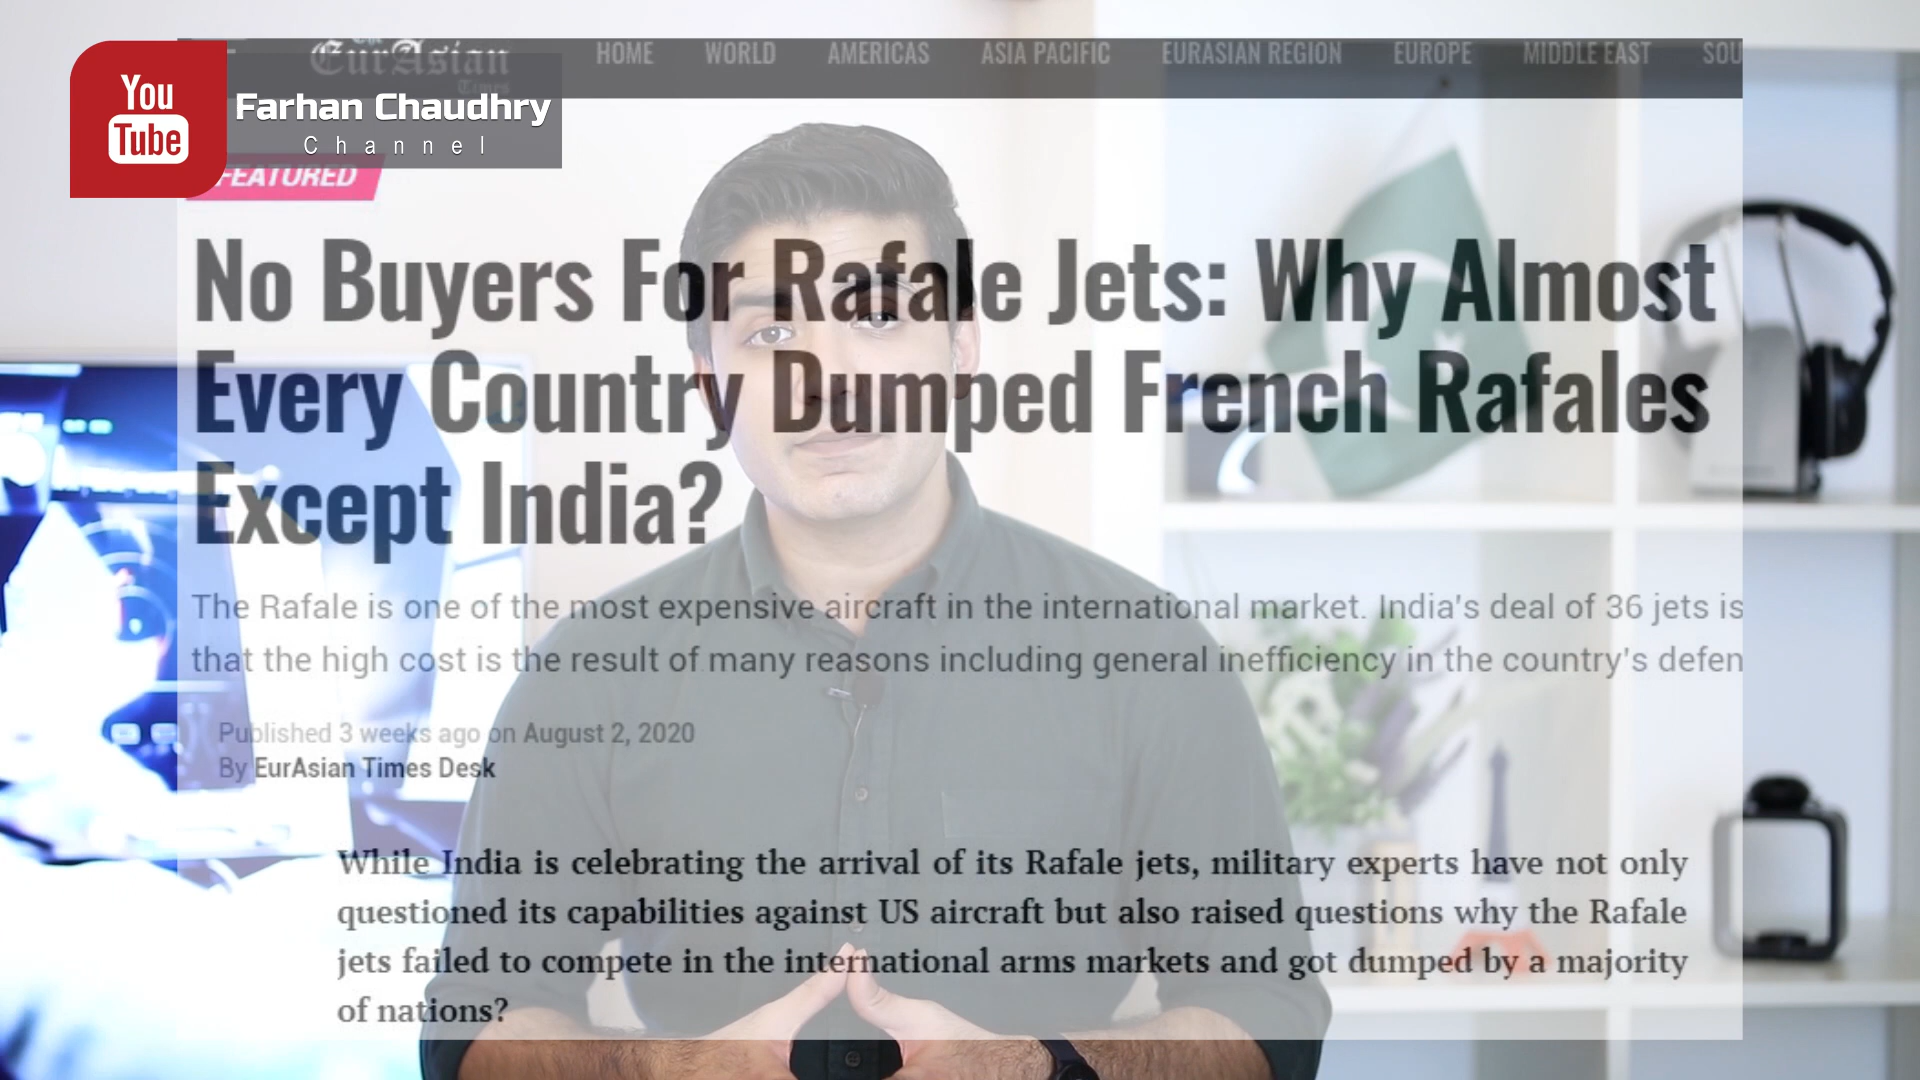 The
EurAsian
Times
HOME WORLD AMERICAS ASIA PACIFIC EURASIAN REGION EUROPE MIDDLE EAST SOU
You
Tube
Farhan Chaudhry
Channel
FEATURED
No Buyers For Rafale Jets: Why Almost
Every Country Dumped French Rafales
Except India?
The Rafale is one of the most expensive aircraft in the international market. India's deal of 36 jets is
that the high cost is the result of many reasons including general inefficiency in the country's defen
Published 3 weeks ago on August 2, 2020
By EurAsian Times Desk
While India is celebrating the arrival of its Rafale jets, military experts have not only
questioned its capabilities against US aircraft but also raised questions why the Rafale
jets failed to compete in the international arms markets and got dumped by a majority
of nations?